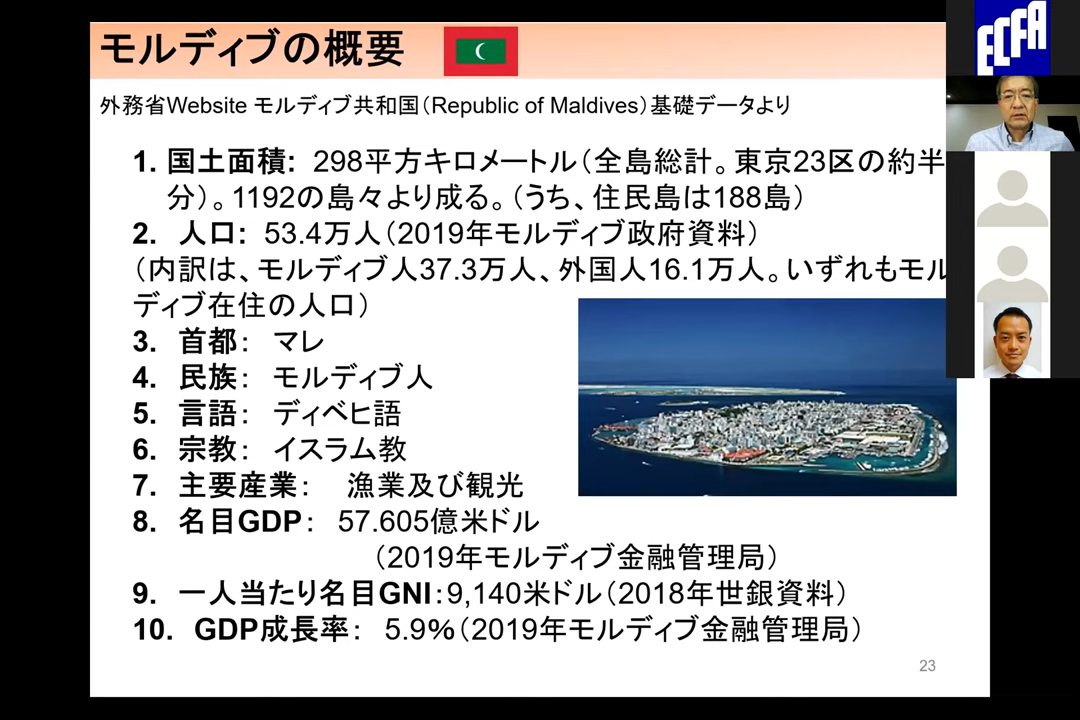 モルディブの概要
外務省Website モルディブ共和国（Republic of Maldives）基礎データより
1. 国土面積: 298平方キロメートル（全島総計。東京23区の約半
分）。1192の島々より成る。（うち、住民島は188島）
2. 人口: 53.4万人（2019年モルディブ政府資料）
（内訳は、モルディブ人37.3万人、外国人16.1万人。いずれもモル
ディブ在住の人口）
3. 首都： マレ
4. 民族： モルディブ人
5. 言語： ディベヒ語
6. 宗教： イスラム教
7. 主要産業： 漁業及び観光
8. 名目GDP： 57.605億米ドル
（2019年モルディブ金融管理局）
9. 一人当たり名目GNI：9,140米ドル（2018年世銀資料）
10. GDP成長率： 5.9%（2019年モルディブ金融管理局）
23
ECFA